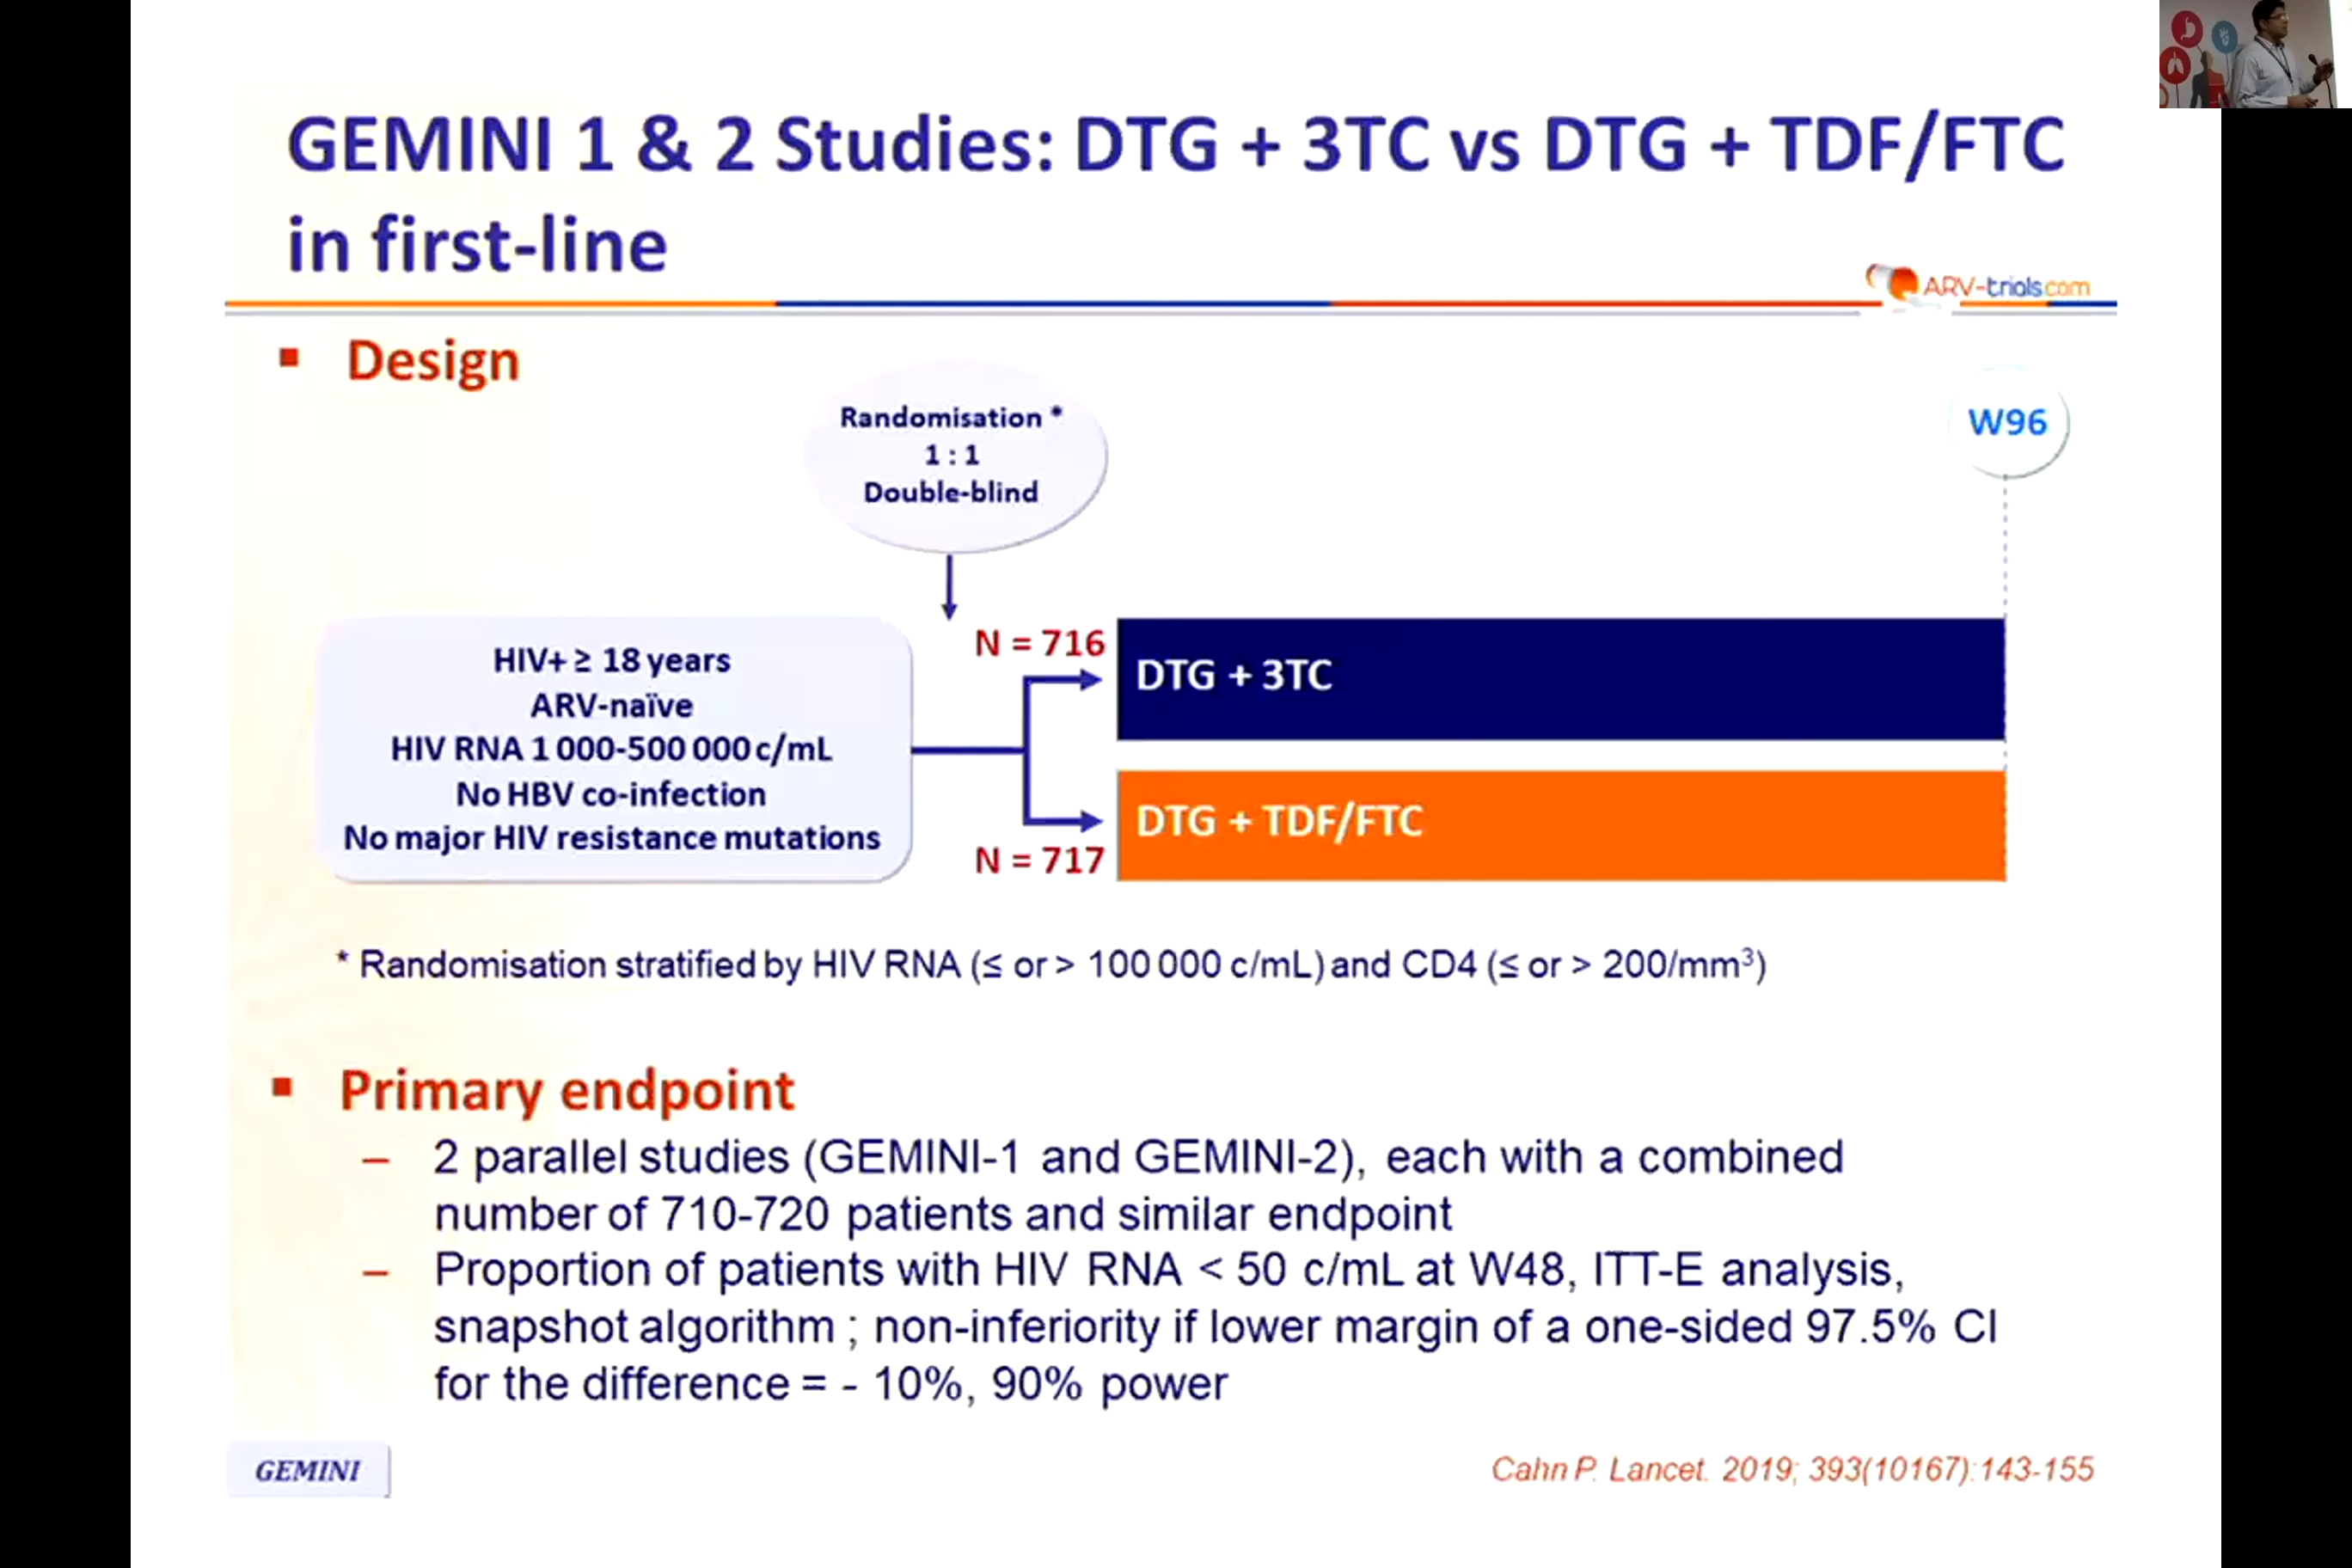 GEMINI 1 & 2 Studies: DTG + 3TC vs DTG + TDF/FTC
in first-line
ARV-trials.com
▪ Design
Randomisation *
1 : 1
Double-blind
W96
HIV+ ≥ 18 years
ARV-naïve
HIV RNA 1 000-500 000 c/mL
No HBV co-infection
No major HIV resistance mutations
N = 716
DTG + 3TC
DTG + TDF/FTC
N = 717
* Randomisation stratified by HIV RNA (≤ or > 100 000 c/mL) and CD4 (≤ or > 200/mm³)
▪ Primary endpoint
– 2 parallel studies (GEMINI-1 and GEMINI-2), each with a combined
number of 710-720 patients and similar endpoint
– Proportion of patients with HIV RNA < 50 c/mL at W48, ITT-E analysis,
snapshot algorithm ; non-inferiority if lower margin of a one-sided 97.5% CI
for the difference = - 10%, 90% power
GEMINI
Cahn P. Lancet. 2019; 393(10167):143-155